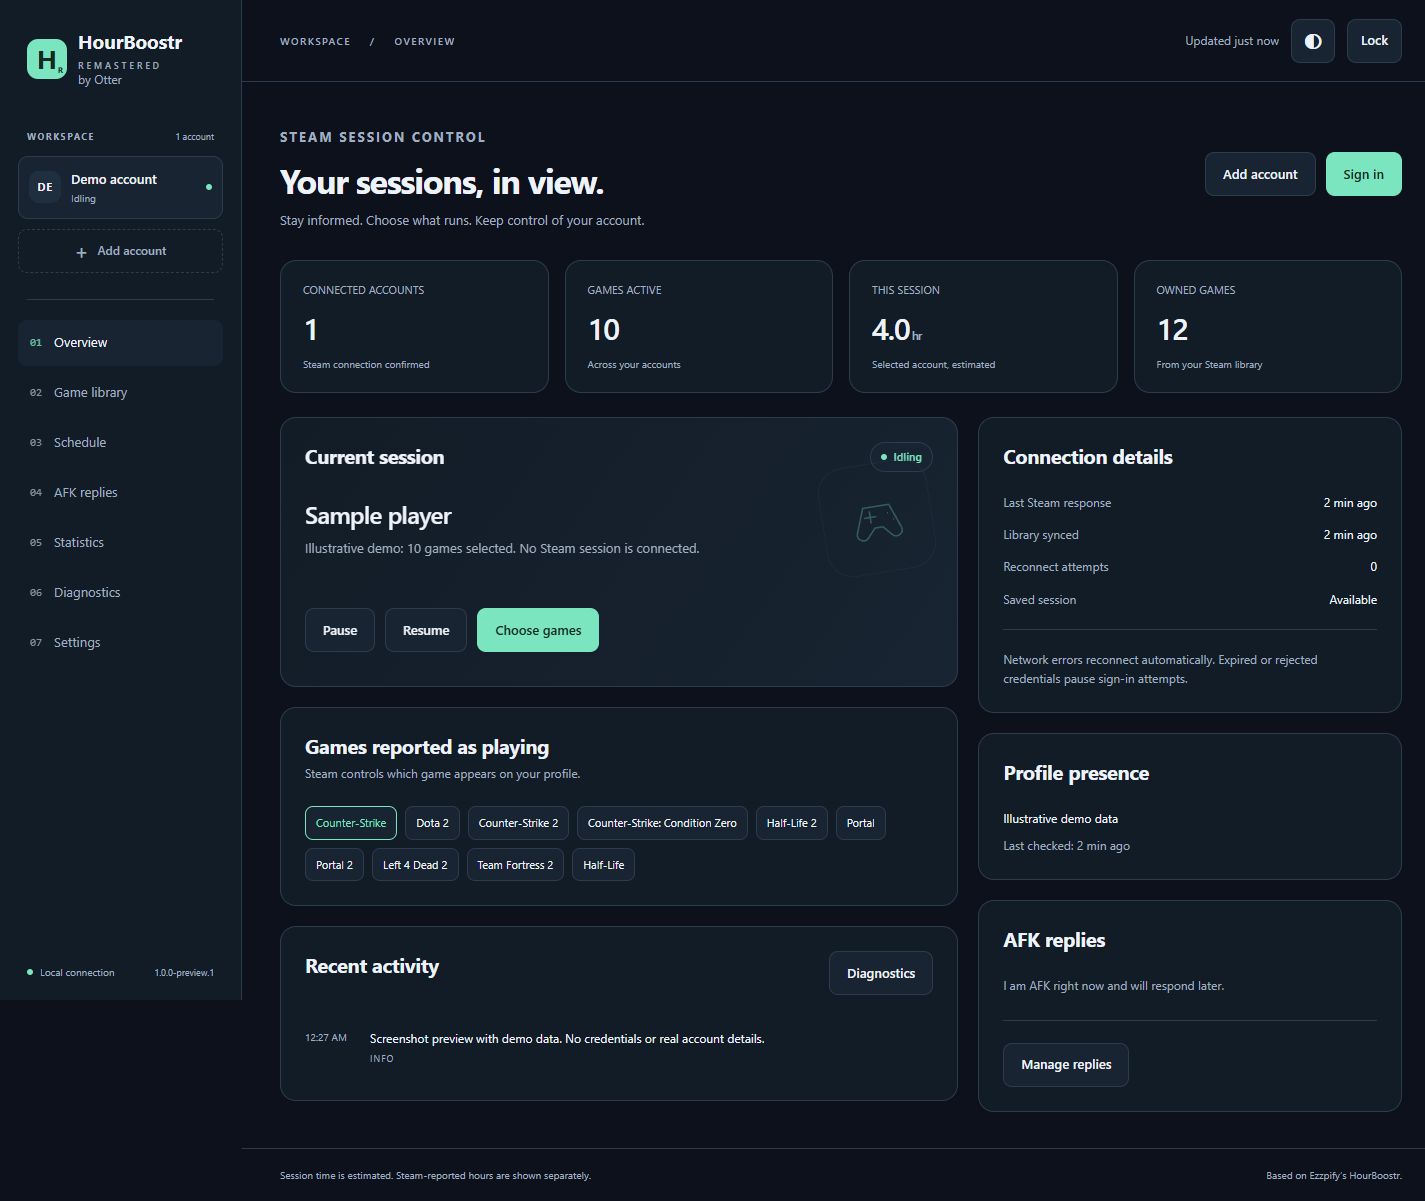 H
R
HourBoostr
REMASTERED
by Otter
WORKSPACE
1 account
DE
Demo account
Idling
+ Add account
01 Overview
02 Game library
03 Schedule
04 AFK replies
05 Statistics
06 Diagnostics
07 Settings
Local connection
1.0.0-preview.1
WORKSPACE / OVERVIEW
Updated just now
Lock
STEAM SESSION CONTROL
Your sessions, in view.
Stay informed. Choose what runs. Keep control of your account.
Add account
Sign in
CONNECTED ACCOUNTS
1
Steam connection confirmed
GAMES ACTIVE
10
Across your accounts
THIS SESSION
4.0hr
Selected account, estimated
OWNED GAMES
12
From your Steam library
Current session
Idling
Sample player
Illustrative demo: 10 games selected. No Steam session is connected.
Pause
Resume
Choose games
Connection details
Last Steam response 2 min ago
Library synced 2 min ago
Reconnect attempts 0
Saved session Available
Network errors reconnect automatically. Expired or rejected
credentials pause sign-in attempts.
Games reported as playing
Steam controls which game appears on your profile.
Counter-Strike Dota 2 Counter-Strike 2 Counter-Strike: Condition Zero Half-Life 2 Portal
Portal 2 Left 4 Dead 2 Team Fortress 2 Half-Life
Profile presence
Illustrative demo data
Last checked: 2 min ago
Recent activity
Diagnostics
12:27 AM Screenshot preview with demo data. No credentials or real account details.
INFO
AFK replies
I am AFK right now and will respond later.
Manage replies
Session time is estimated. Steam-reported hours are shown separately.
Based on Ezzpify's HourBoostr.